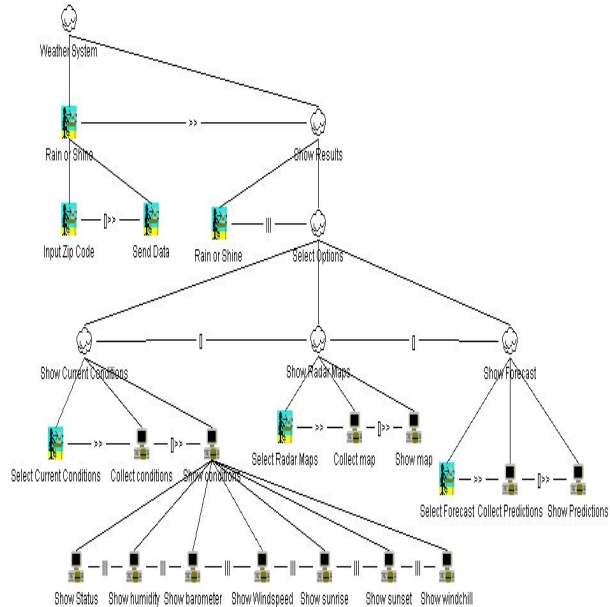 Weather System
>>
Rain or Shine
Show Results
[]>>
|||
Input Zip Code
Send Data
Rain or Shine
Select Options
[]
[]
Show Current Conditions
Show Radar Maps
Show Forecast
>>
[]>>
>>
[]>>
Select Current Conditions
Collect conditions
Show conditions
Select Radar Maps
Collect map
Show map
>>
[]>>
Select Forecast
Collect Predictions
Show Predictions
|||
|||
|||
|||
|||
|||
Show Status
Show humidity
Show barometer
Show Windspeed
Show sunrise
Show sunset
Show windchill